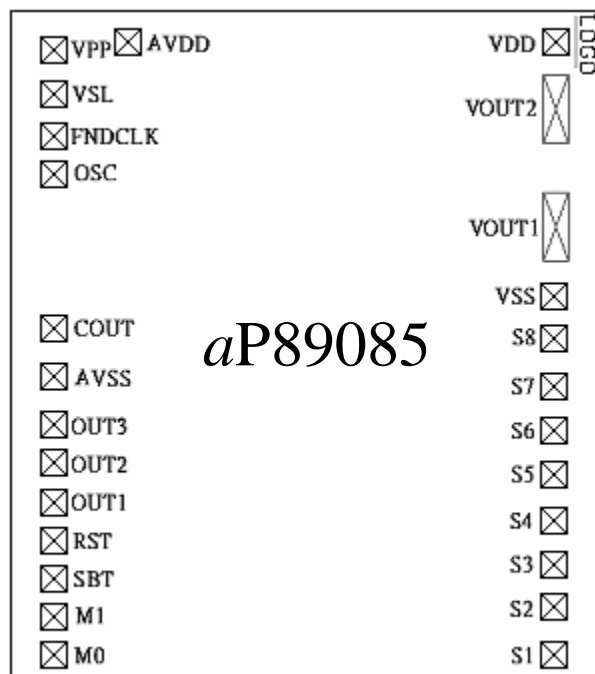 VPP AVDD VDD
LDGD
VSL
VOUT2
FNDCLK
OSC
VOUT1
VSS
COUT
aP89085
S8
AVSS
S7
OUT3
S6
OUT2
S5
OUT1
S4
RST
S3
SBT
S2
M1
M0
S1